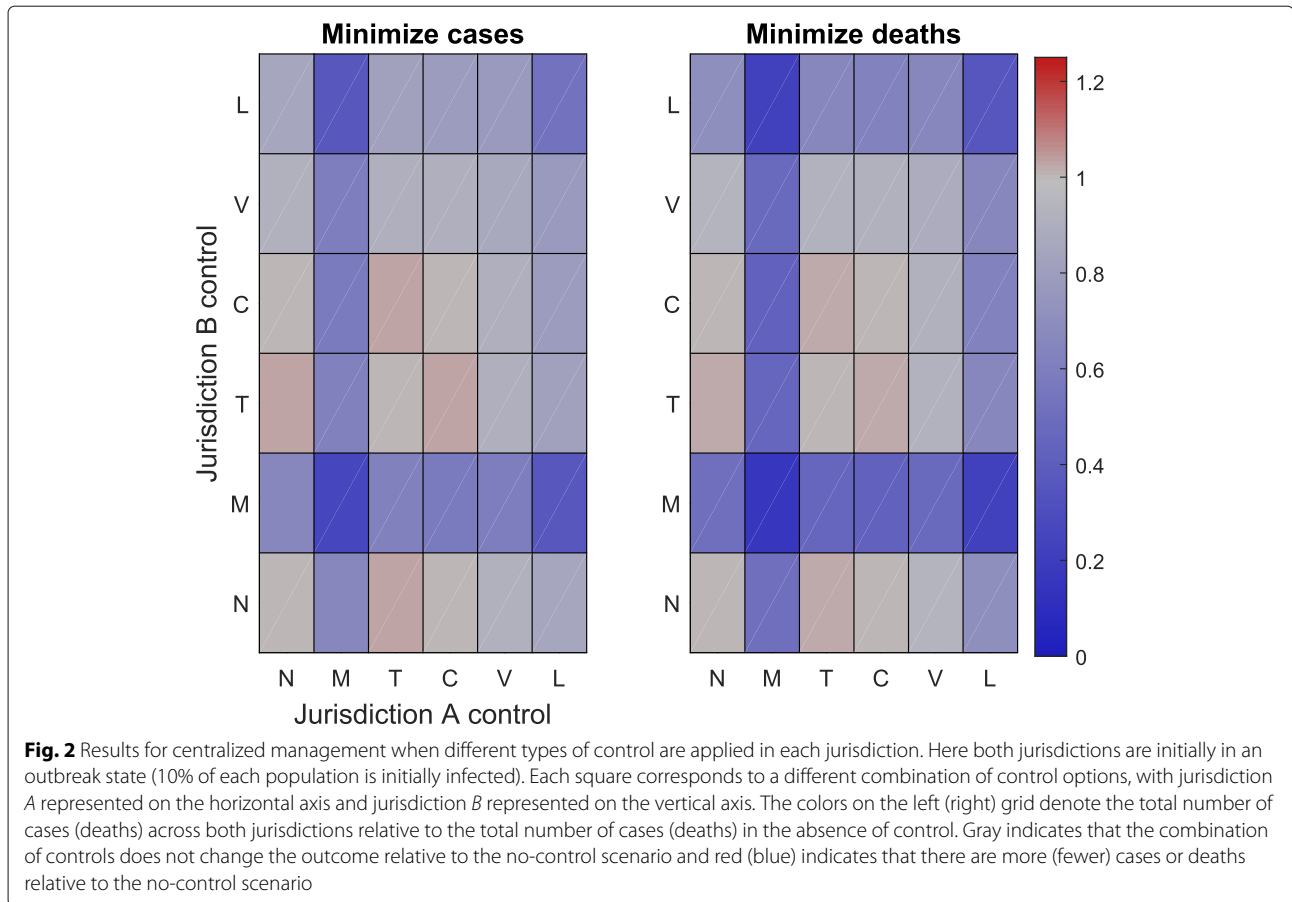 Minimize cases
Minimize deaths
Jurisdiction B control
L
V
C
T
M
N
N M T C V L
Jurisdiction A control
L
V
C
T
M
N
N M T C V L
1.2
1
0.8
0.6
0.4
0.2
0
Fig. 2 Results for centralized management when different types of control are applied in each jurisdiction. Here both jurisdictions are initially in an
outbreak state (10% of each population is initially infected). Each square corresponds to a different combination of control options, with jurisdiction
A represented on the horizontal axis and jurisdiction B represented on the vertical axis. The colors on the left (right) grid denote the total number of
cases (deaths) across both jurisdictions relative to the total number of cases (deaths) in the absence of control. Gray indicates that the combination
of controls does not change the outcome relative to the no-control scenario and red (blue) indicates that there are more (fewer) cases or deaths
relative to the no-control scenario